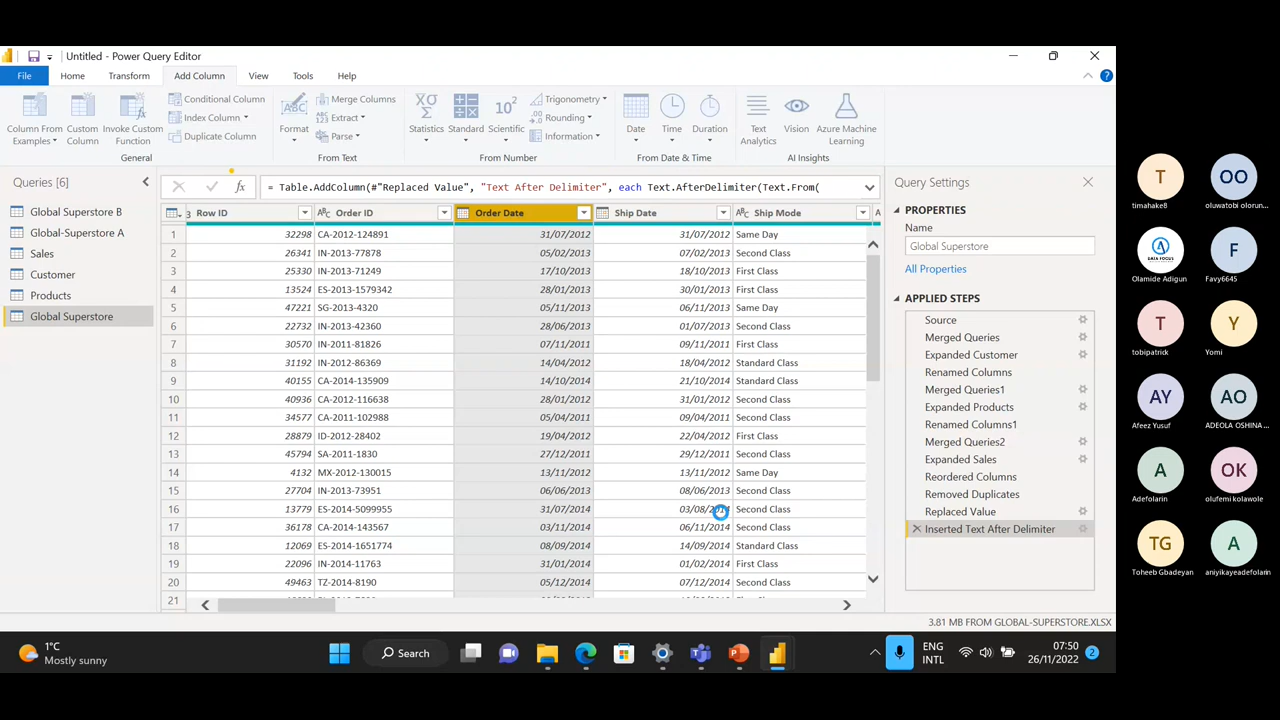 Untitled - Power Query Editor
File Home Transform Add Column View Tools Help
Column From Examples
Custom Column
Invoke Custom Function
Conditional Column
Index Column
Duplicate Column
General
Format
Merge Columns
Extract
Parse
From Text
Statistics
Standard
Scientific
Trigonometry
Rounding
Information
From Number
Date
Time
Duration
From Date & Time
Text Analytics
Vision
Azure Machine Learning
AI Insights
Queries [6]
Global Superstore B
Global-Superstore A
Sales
Customer
Products
Global Superstore
= Table.AddColumn(#"Replaced Value", "Text After Delimiter", each Text.AfterDelimiter(Text.From(
Row ID Order ID Order Date Ship Date Ship Mode
1 32298 CA-2012-124891 31/07/2012 31/07/2012 Same Day
2 26341 IN-2013-77878 05/02/2013 07/02/2013 Second Class
3 25330 IN-2013-71249 17/10/2013 18/10/2013 First Class
4 13524 ES-2013-1579342 28/01/2013 30/01/2013 First Class
5 47221 SG-2013-4320 05/11/2013 06/11/2013 Same Day
6 22732 IN-2013-42360 28/06/2013 01/07/2013 Second Class
7 30570 IN-2011-81826 07/11/2011 09/11/2011 First Class
8 31192 IN-2012-86369 14/04/2012 18/04/2012 Standard Class
9 40155 CA-2014-135909 14/10/2014 21/10/2014 Standard Class
10 40936 CA-2012-116638 28/01/2012 31/01/2012 Second Class
11 34577 CA-2011-102988 05/04/2011 09/04/2011 Second Class
12 28879 ID-2012-28402 19/04/2012 22/04/2012 First Class
13 45794 SA-2011-1830 27/12/2011 29/12/2011 Second Class
14 4132 MX-2012-130015 13/11/2012 13/11/2012 Same Day
15 27704 IN-2013-73951 06/06/2013 08/06/2013 Second Class
16 13779 ES-2014-5099955 31/07/2014 03/08/2014 Second Class
17 36178 CA-2014-143567 03/11/2014 06/11/2014 Second Class
18 12069 ES-2014-1651774 08/09/2014 14/09/2014 Standard Class
19 22096 IN-2014-11763 31/01/2014 01/02/2014 First Class
20 49463 TZ-2014-8190 05/12/2014 07/12/2014 Second Class
21
Query Settings
PROPERTIES
Name
Global Superstore
All Properties
APPLIED STEPS
Source
Merged Queries
Expanded Customer
Renamed Columns
Merged Queries1
Expanded Products
Renamed Columns1
Merged Queries2
Expanded Sales
Reordered Columns
Removed Duplicates
Replaced Value
Inserted Text After Delimiter
3.81 MB FROM GLOBAL-SUPERSTORE.XLSX
1°C
Mostly sunny
Search
ENG
INTL
07:50
26/11/2022
2
T OO
timahake8 oluwatobi olorun...
F
Olamide Adigun Favy6645
T Y
tobipatrick Yomi
AY AO
Afeez Yusuf ADEOLA OSHINA ...
A OK
Adefolarin olufemi kolawole
TG A
Toheeb Gbadeyan aniyikayeadefolarin